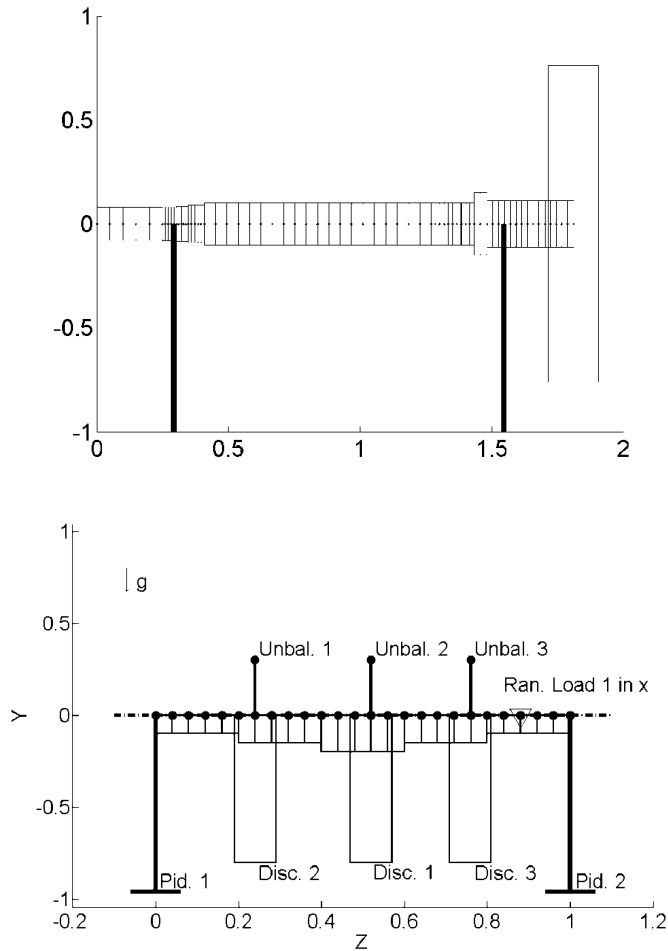 1
0.5
0
-0.5
-1
0 0.5 1 1.5 2
1
g
0.5
Unbal. 1 Unbal. 2 Unbal. 3
Ran. Load 1 in x
Y
0
-0.5
Pid. 1 Disc. 2 Disc. 1 Disc. 3 Pid. 2
-1
-0.2 0 0.2 0.4 0.6 0.8 1 1.2
Z